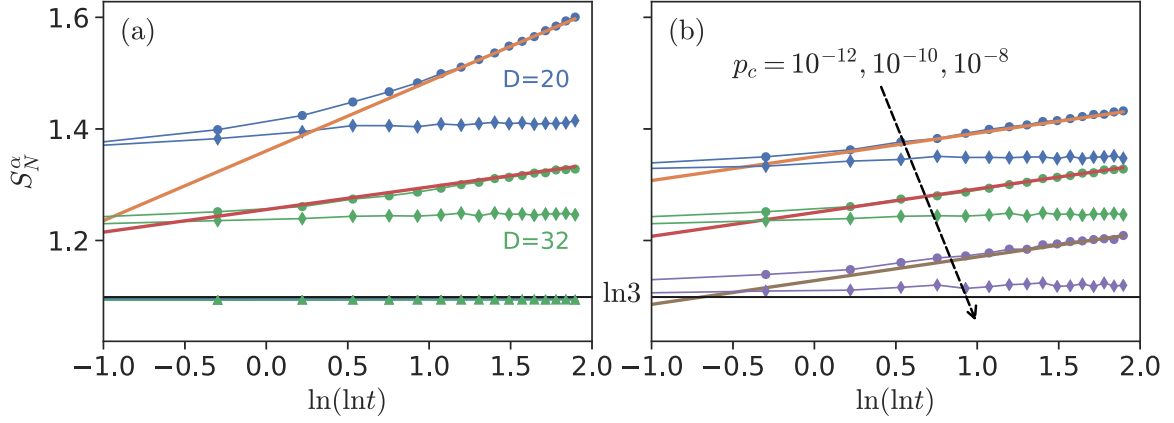 (a)
(b)
1.6
1.4
1.2
S_N^α
D=20
D=32
p_c = 10^{-12}, 10^{-10}, 10^{-8}
ln3
−1.0 −0.5 0.0 0.5 1.0 1.5 2.0
−1.0 −0.5 0.0 0.5 1.0 1.5 2.0
ln(lnt)
ln(lnt)